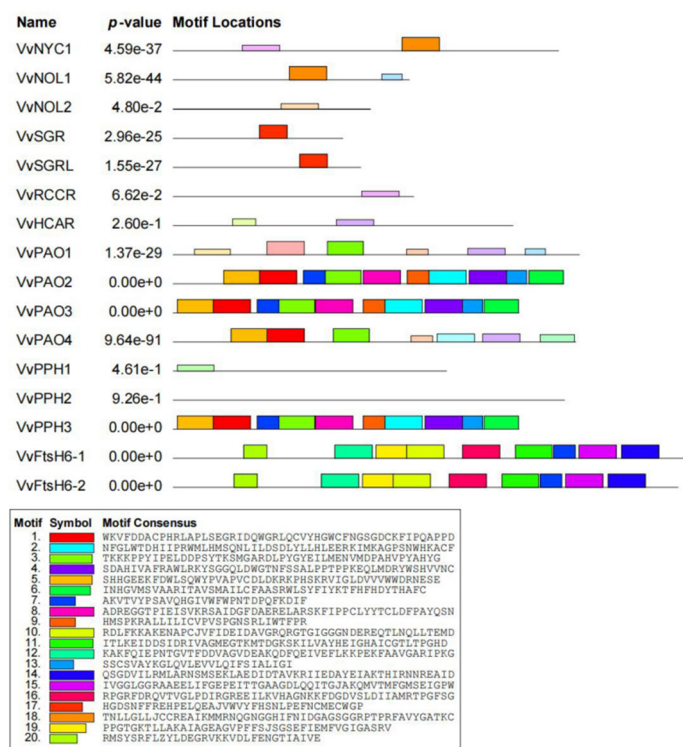 Name p-value Motif Locations
VvNYC1 4.59e-37
VvNOL1 5.82e-44
VvNOL2 4.80e-2
VvSGR 2.96e-25
VvSGRL 1.55e-27
VvRCCR 6.62e-2
VvHCAR 2.60e-1
VvPAO1 1.37e-29
VvPAO2 0.00e+0
VvPAO3 0.00e+0
VvPAO4 9.64e-91
VvPPH1 4.61e-1
VvPPH2 9.26e-1
VvPPH3 0.00e+0
VvFtsH6-1 0.00e+0
VvFtsH6-2 0.00e+0
Motif Symbol Motif Consensus
1. WKVFDDACPHRLAPLSEGRIDQWGRLQCVYHGWCFNGSGDCKFIPQAPPD
2. NFGLWTDHIIPRWMLHMSQNLILDSDLYLLHLEERKIMKAGPSNWHKACF
3. TKKKPPYIPELDDPSYTKSMGARDLPYGYEILMENVMDPAHVPYAHYG
4. SDAHIVAFRAWLRKYSGGQLDWGTNFSSALPPTPPKEQLMDRYWSHVVNC
5. SHHGEEKFDWLSQWYPVAPVCDLDKRKPHSKRVIGLDVVVWWDRNESE
6. INHGVMSVAARITAVSMAILCFAASRWLSYFIYKTFHFHDYTHAFC
7. AKVTVYPSAVQHGIVWFWPNTDPQFKDIF
8. ADREGGTPIEISVKRSAIDGFDAERELARSKFIPPCLYYTCLDFPAYQSN
9. HMSPKRALLILICVPVSPGNSRLIWTFPR
10. RDLFKKAKENAPCJVFIDEIDAVGRQRGTGIGGGNDEREQTLNQLLTEMD
11. ITLKEIDDSIDRIVAGMEGTKMTDGKSKILVAYHEIGHAICGTLTPGHD
12. KAKFQIEPNTGVTFDDVAGVDEAKQDFQEIVEFLKKPEKFAAVGARIPKG
13. SSCSVAYKGLQVLEVVLQIFSIALIGI
14. QSGDVILRMLARNSMSEKLAEDIDTAVKRIIEDAYEIAKTHIRNNREAID
15. IVGGLGGRAAEELIFGEPEITTGAAGDLQQITGJAKQMVTMFGMSEIGPW
16. RPGRFDRQVTVGLPDIRGREEILKVHAGNKKFDGDVSLDIIAMRTPGFSG
17. HGDSNFFREHPELQEAJVWVYFHSNLPEFNCMECWGP
18. TNLLGLLJCCREAIKMMRNQGNGGHIFNIDGAGSGGRPTPRFAVYGATKC
19. PPGTGKTLLAKAIAGEAGVPFFSJSGSEFIEMFVGIGASRV
20. RMSYSRFLZYLDEGRVKKVDLFENGTIAIVE